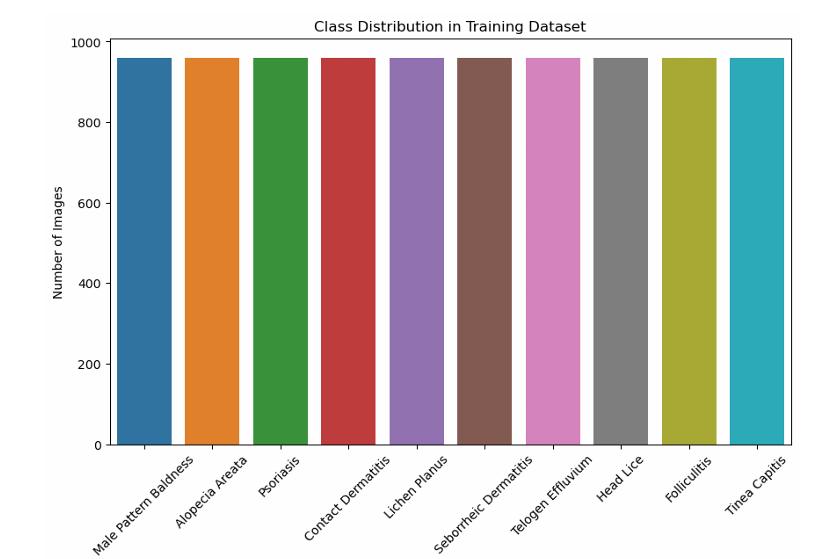 Class Distribution in Training Dataset
1000
800
600
400
200
0
Number of Images
Male Pattern Baldness
Alopecia Areata
Psoriasis
Contact Dermatitis
Lichen Planus
Seborrheic Dermatitis
Telogen Effluvium
Head Lice
Folliculitis
Tinea Capitis